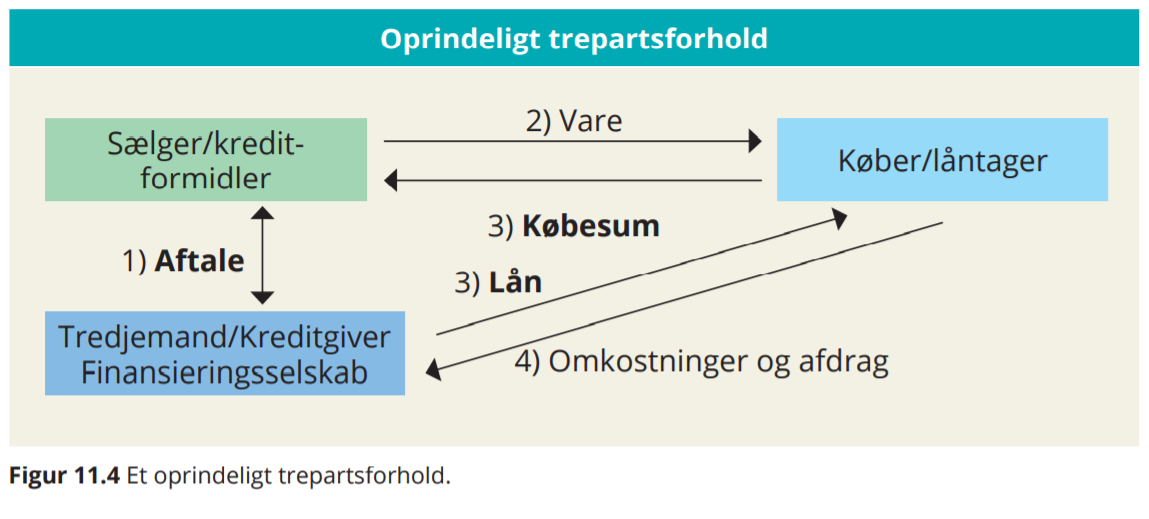 Oprindeligt trepartsforhold
2) Vare
Sælger/kredit-
formidler
Køber/låntager
3) Købesum
1) Aftale
3) Lån
Tredjemand/Kreditgiver
Finansieringsselskab
4) Omkostninger og afdrag
Figur 11.4 Et oprindeligt trepartsforhold.